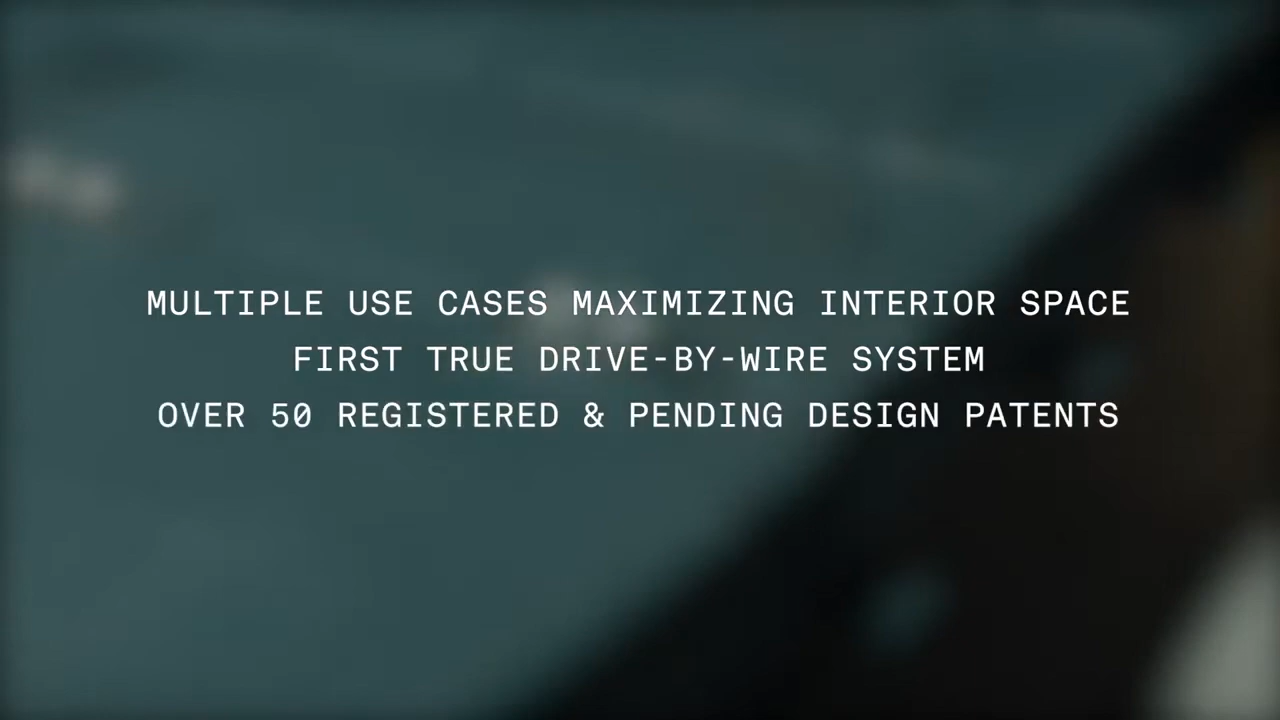 MULTIPLE USE CASES MAXIMIZING INTERIOR SPACE
FIRST TRUE DRIVE-BY-WIRE SYSTEM
OVER 50 REGISTERED & PENDING DESIGN PATENTS